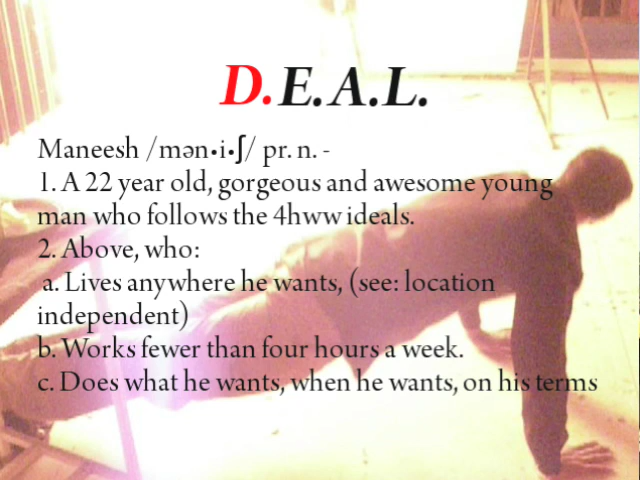 D.E.A.L.
Maneesh /mən•i•ʃ/ pr. n. -
1. A 22 year old, gorgeous and awesome young
man who follows the 4hww ideals.
2. Above, who:
a. Lives anywhere he wants, (see: location
independent)
b. Works fewer than four hours a week.
c. Does what he wants, when he wants, on his terms